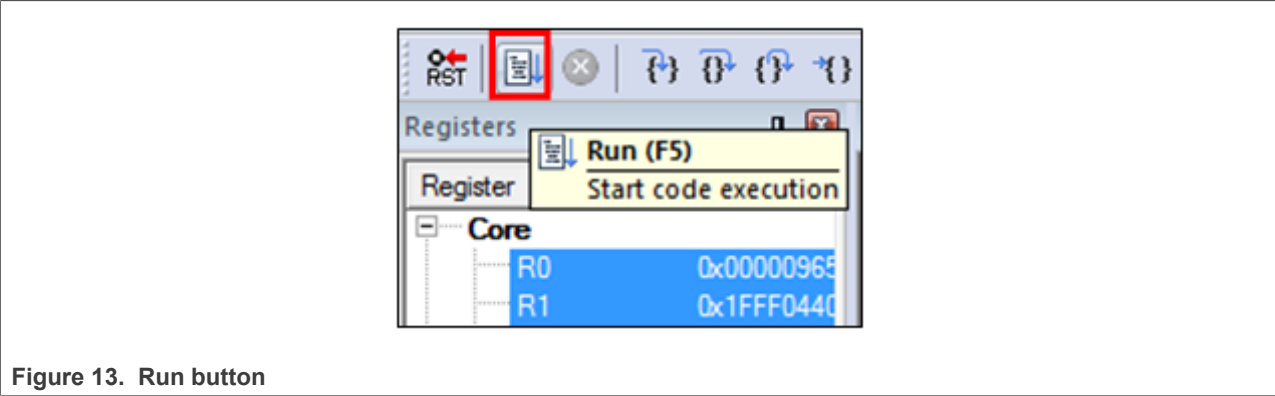 RST
{} {} {} {}
Registers
Run (F5)
Register
Start code execution
Core
R0 0x00000965
R1 0x1FFF0440
Figure 13. Run button